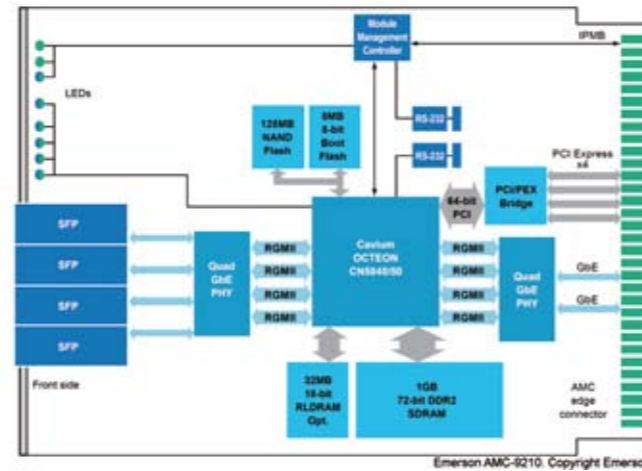 Module
Management
Controller
IPMB
LEDs
128MB
NAND
Flash
8MB
8-bit
Boot
Flash
RS-232
RS-232
PCI Express
x4
64-bit
PCI
PCI/PEX
Bridge
SFP
SFP
SFP
SFP
Quad
GbE
PHY
RGMII
RGMII
RGMII
RGMII
Cavium
OCTEON
CN5840/50
RGMII
RGMII
RGMII
RGMII
Quad
GbE
PHY
GbE
GbE
Front side
32MB
16-bit
RLDRAM
Opt.
1GB
72-bit DDR2
SDRAM
AMC
edge
connector
Emerson AMC-9210. Copyright Emerson